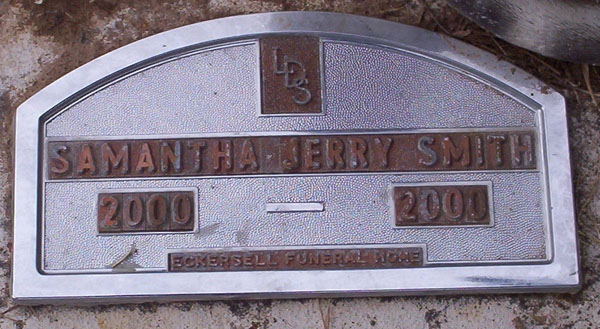 LDS
SAMANTHA JERRY SMITH
2000 — 2000
ECKERSELL FUNERAL HOME